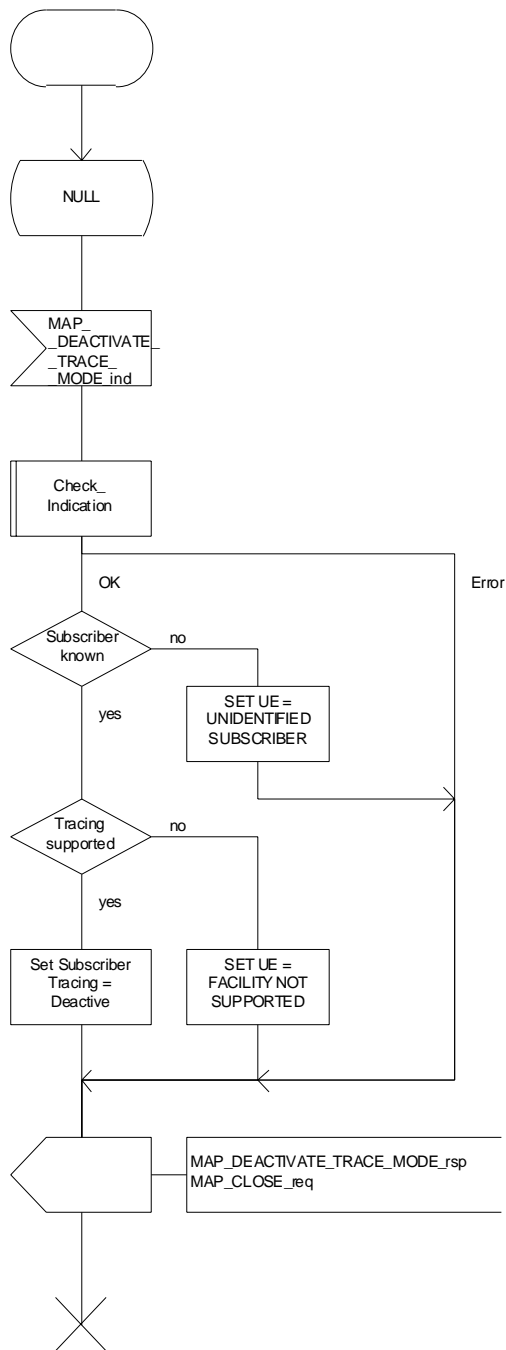 NULL
MAP_
_DEACTIVATE_
_TRACE_
_MODE_ind
Check_
Indication
OK
Error
Subscriber
known
no
yes
SET UE =
UNIDENTIFIED
SUBSCRIBER
Tracing
supported
no
yes
Set Subscriber
Tracing =
Deactive
SET UE =
FACILITY NOT
SUPPORTED
MAP_DEACTIVATE_TRACE_MODE_rsp
MAP_CLOSE_req